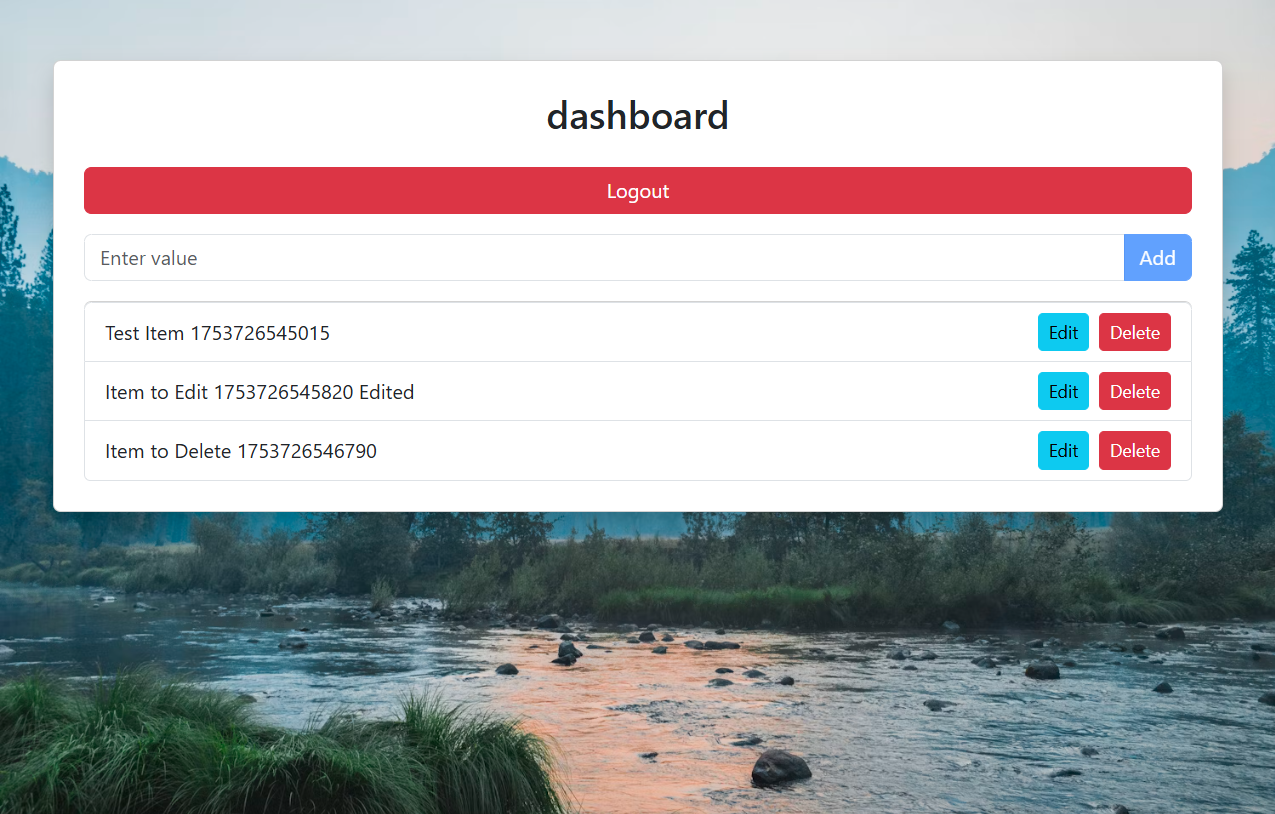 dashboard
Logout
Enter value Add
Test Item 1753726545015 Edit Delete
Item to Edit 1753726545820 Edited Edit Delete
Item to Delete 1753726546790 Edit Delete